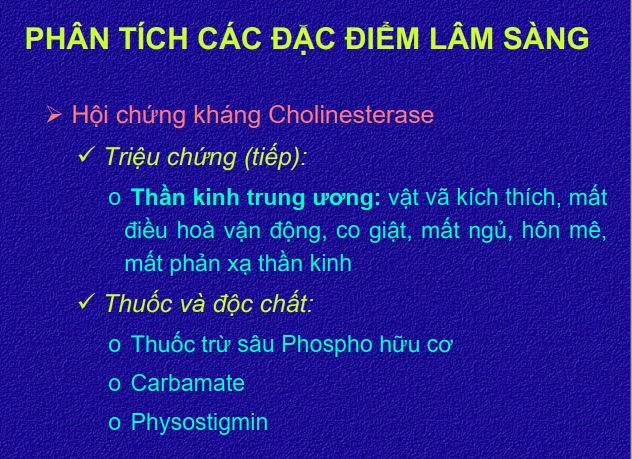 PHÂN TÍCH CÁC ĐẶC ĐIỂM LÂM SÀNG
➢ Hội chứng kháng Cholinesterase
✓ Triệu chứng (tiếp):
o Thần kinh trung ương: vật vã kích thích, mất
điều hoà vận động, co giật, mất ngủ, hôn mê,
mất phản xạ thần kinh
✓ Thuốc và độc chất:
o Thuốc trừ sâu Phospho hữu cơ
o Carbamate
o Physostigmin